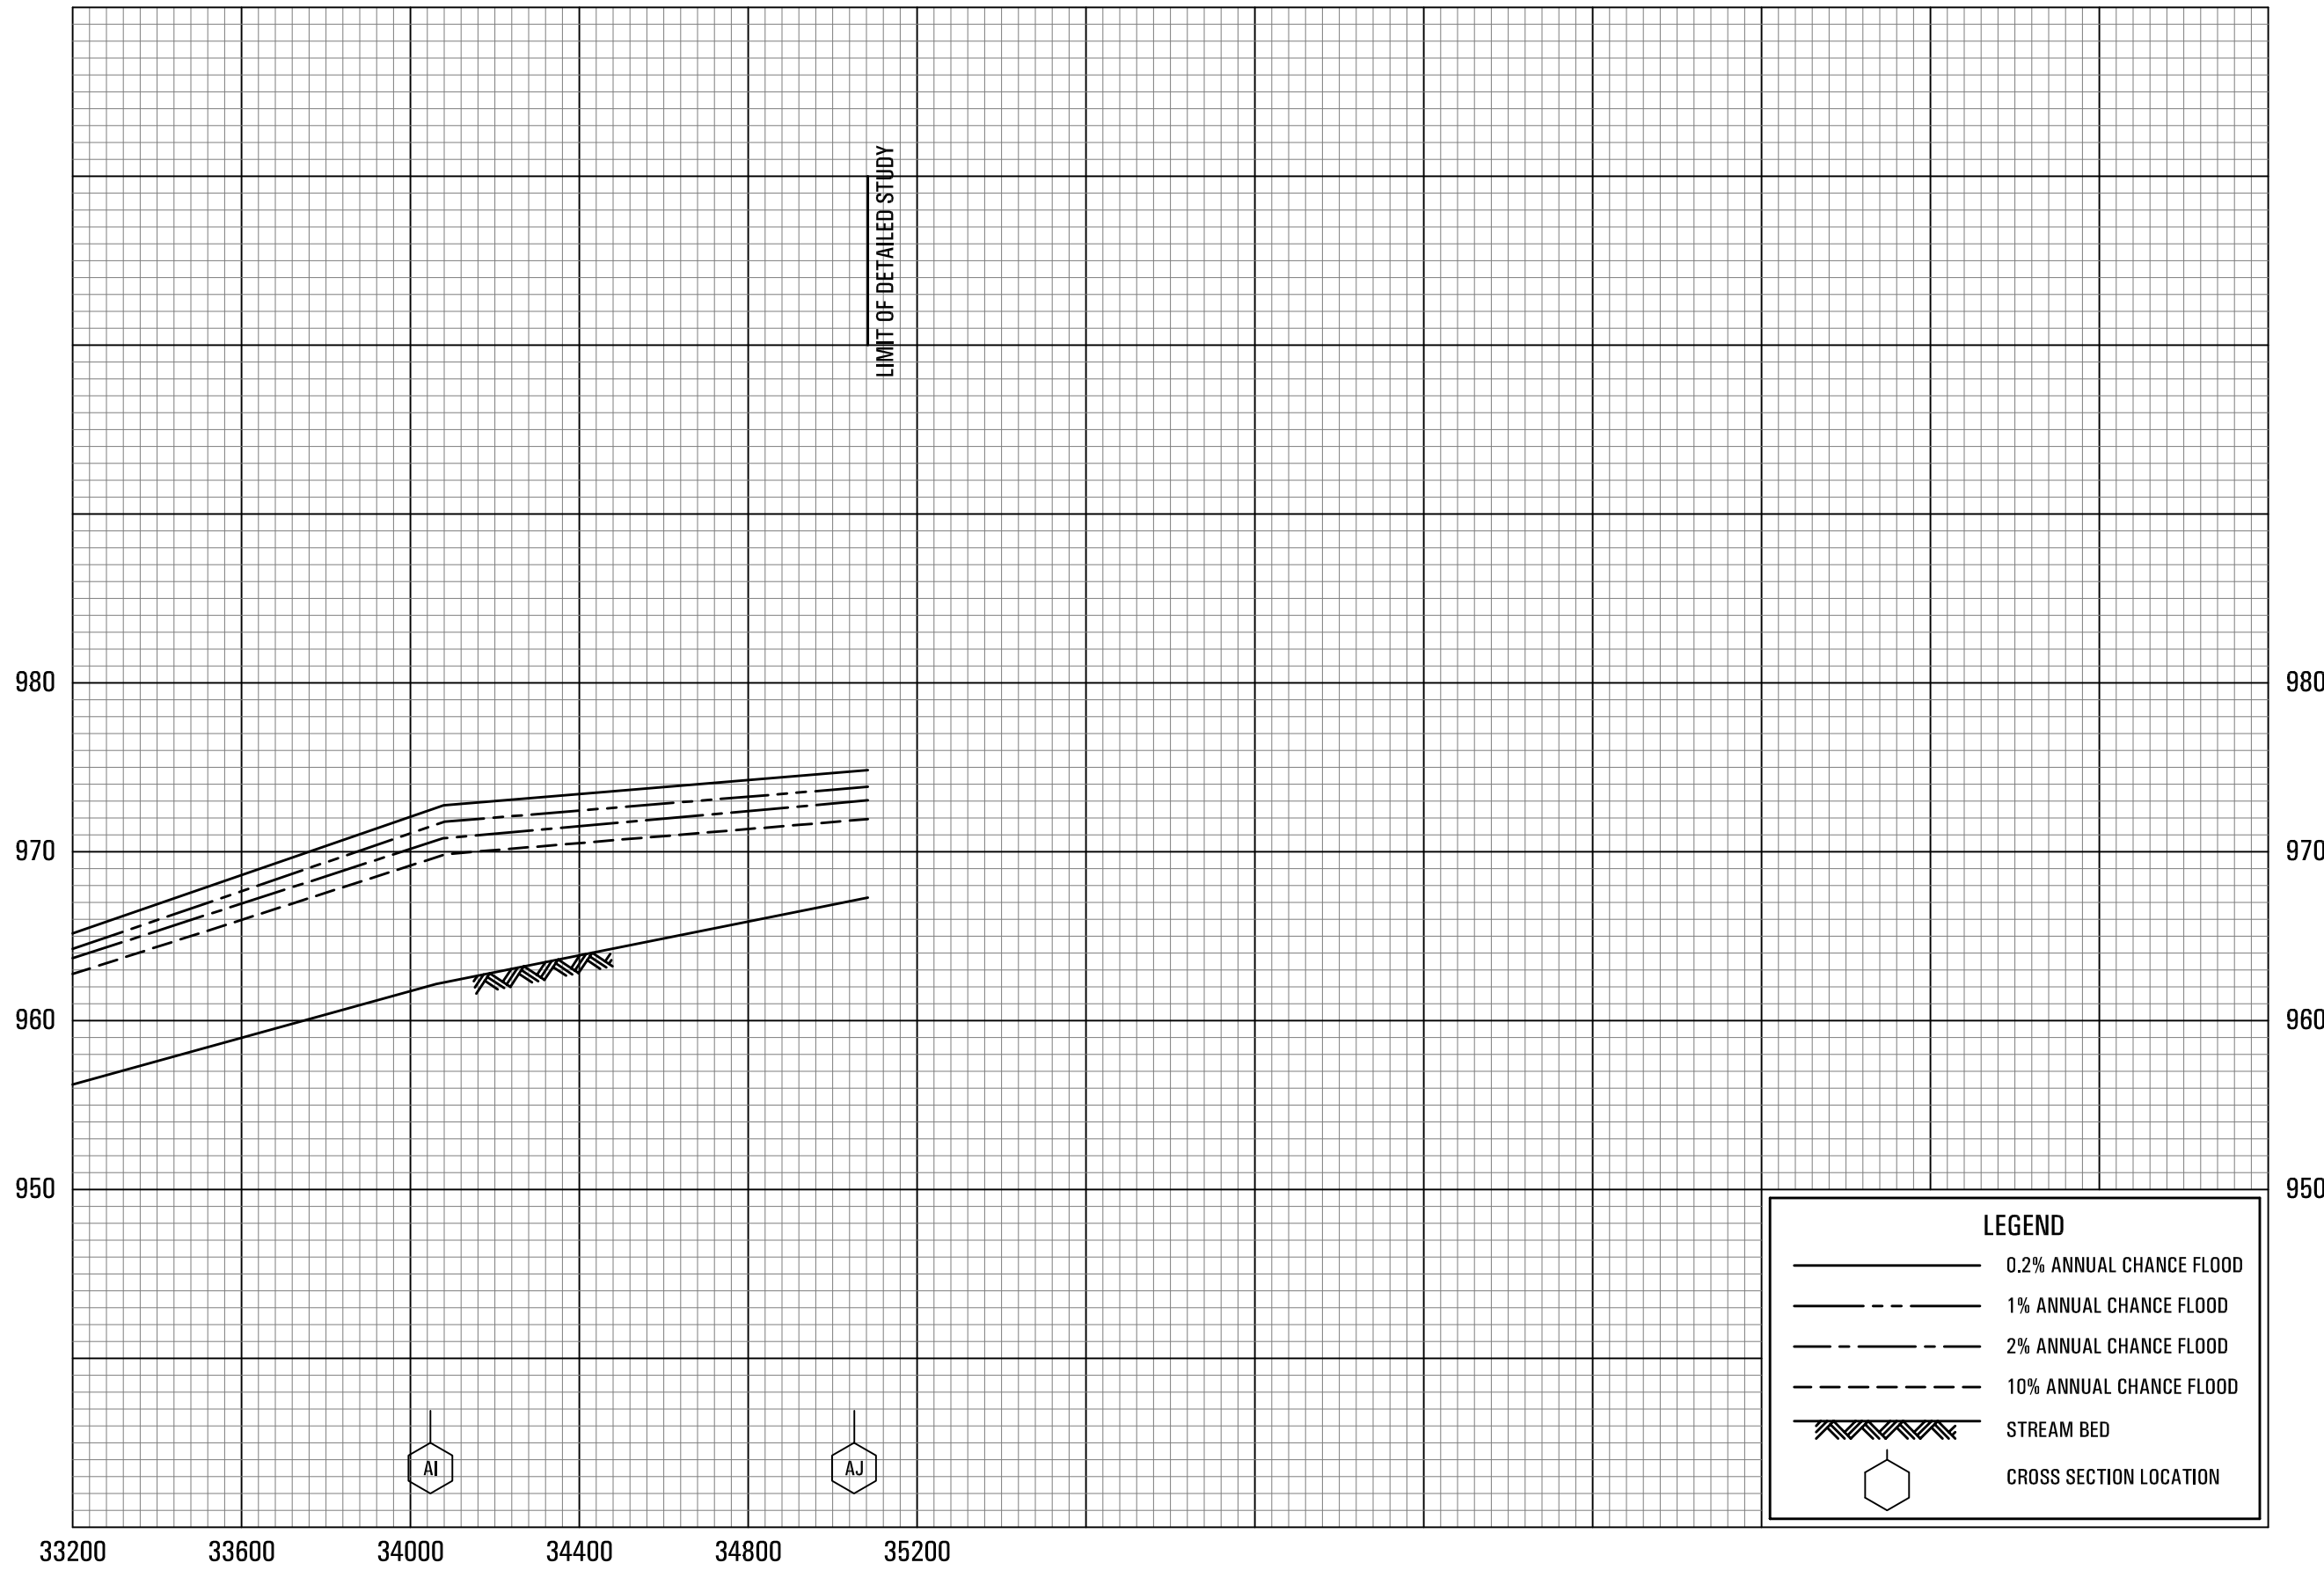 LIMIT OF DETAILED STUDY
980
980
970
970
960
960
950
950
LEGEND
0.2% ANNUAL CHANCE FLOOD
1% ANNUAL CHANCE FLOOD
2% ANNUAL CHANCE FLOOD
10% ANNUAL CHANCE FLOOD
STREAM BED
CROSS SECTION LOCATION
AI
AJ
33200 33600 34000 34400 34800 35200